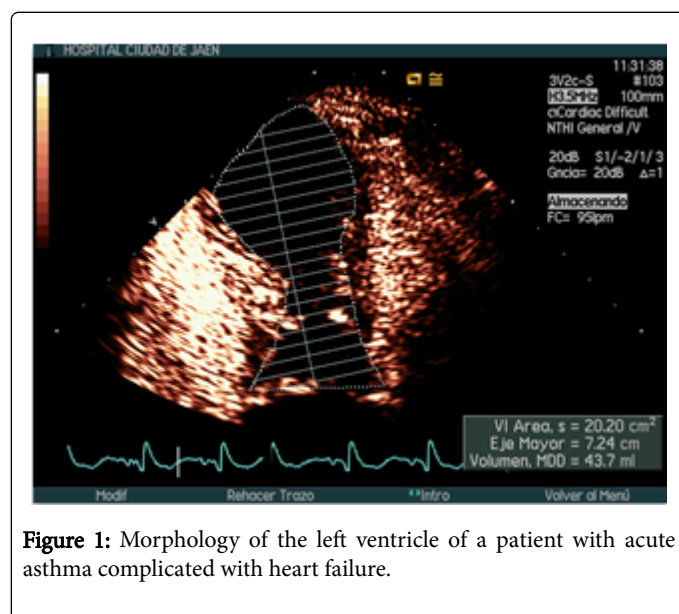 HOSPITAL CIUDAD DE JAEN
11:31:38
3V2c-S #103
H3.5MHz 100mm
Cardiac Difficult
NTHI General /V
20dB S1/-2/1/3
Gncia= 20dB Δ=1
Almacenando
FC= 95lpm
VI Area, s = 20.20 cm²
Eje Mayor = 7.24 cm
Volumen, MDD = 43.7 ml
Modif Rehacer Trazo Intro Volver al Menú
Figure 1: Morphology of the left ventricle of a patient with acute
asthma complicated with heart failure.